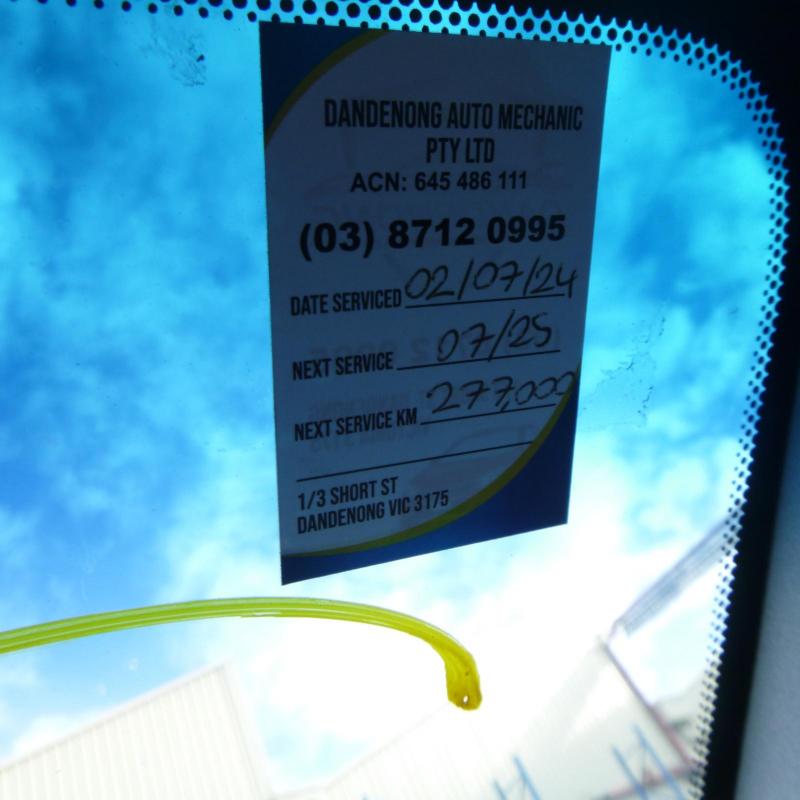 DANDENONG AUTO MECHANIC
PTY LTD
ACN: 645 486 111
(03) 8712 0995
DATE SERVICED 02/07/24
NEXT SERVICE 07/25
NEXT SERVICE KM 277,000
1/3 SHORT ST
DANDENONG VIC 3175